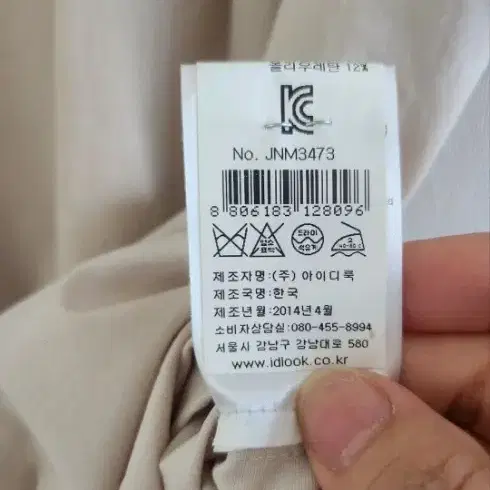 폴리우레탄 12%
No. JNM3473
8 806183 128096
제조자명:(주) 아이디룩
제조국명:한국
제조년월:2014년 4월
소비자상담실:080-455-8994
서울시 강남구 강남대로 580
www.idlook.co.kr